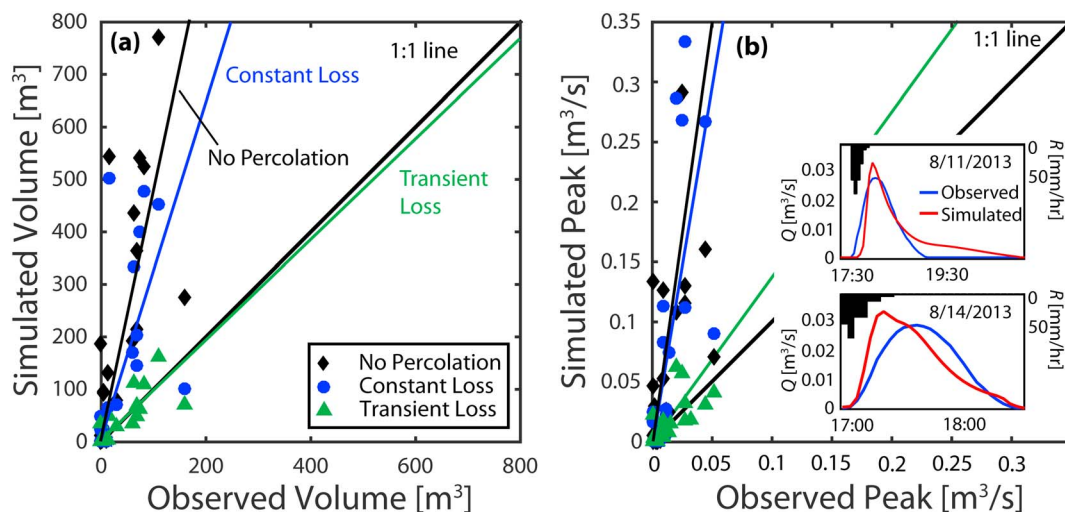 (a)
1:1 line
Constant Loss
No Percolation
Transient
Loss
No Percolation
Constant Loss
Transient Loss
Simulated Volume [m³]
800
700
600
500
400
300
200
100
0
0
200
400
600
800
Observed Volume [m³]
(b)
1:1 line
Simulated Peak [m³/s]
0.35
0.3
0.25
0.2
0.15
0.1
0.05
0
0
0.05
0.1
0.15
0.2
0.25
0.3
Observed Peak [m³/s]
8/11/2013
Observed
Simulated
Q [m³/s]
0.03
0.02
0.01
0
17:30
19:30
0
50
R [mm/hr]
8/14/2013
Q [m³/s]
0.03
0.02
0.01
0
17:00
18:00
0
50
R [mm/hr]